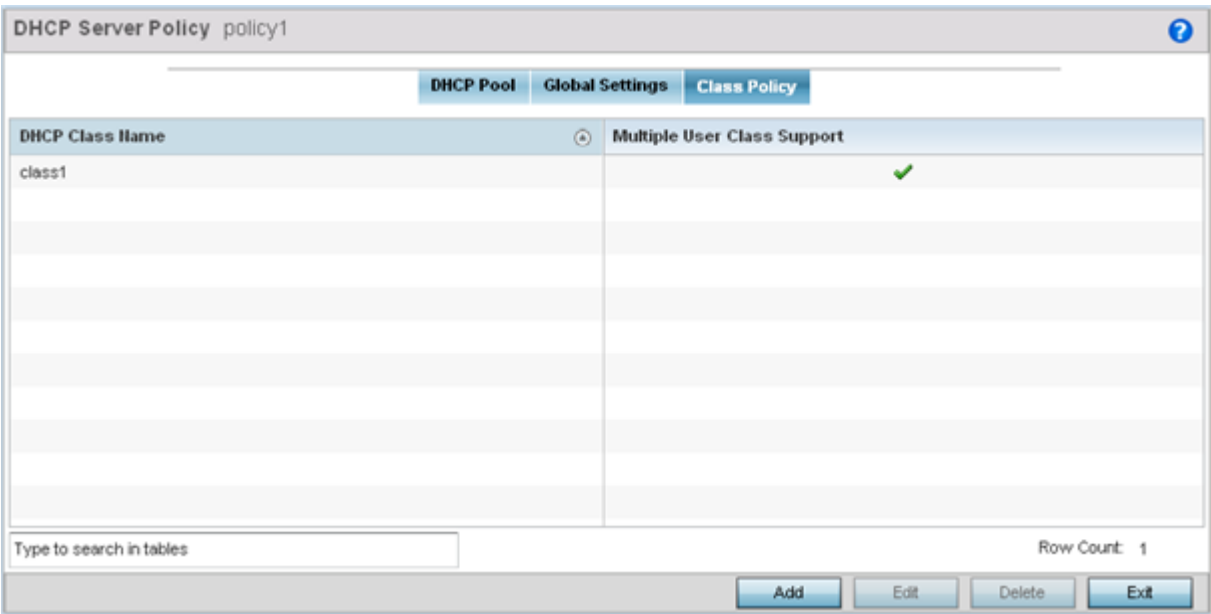 DHCP Server Policy policy1
?
DHCP Pool Global Settings Class Policy
DHCP Class Name Multiple User Class Support
class1
Type to search in tables Row Count: 1
Add Edit Delete Exit